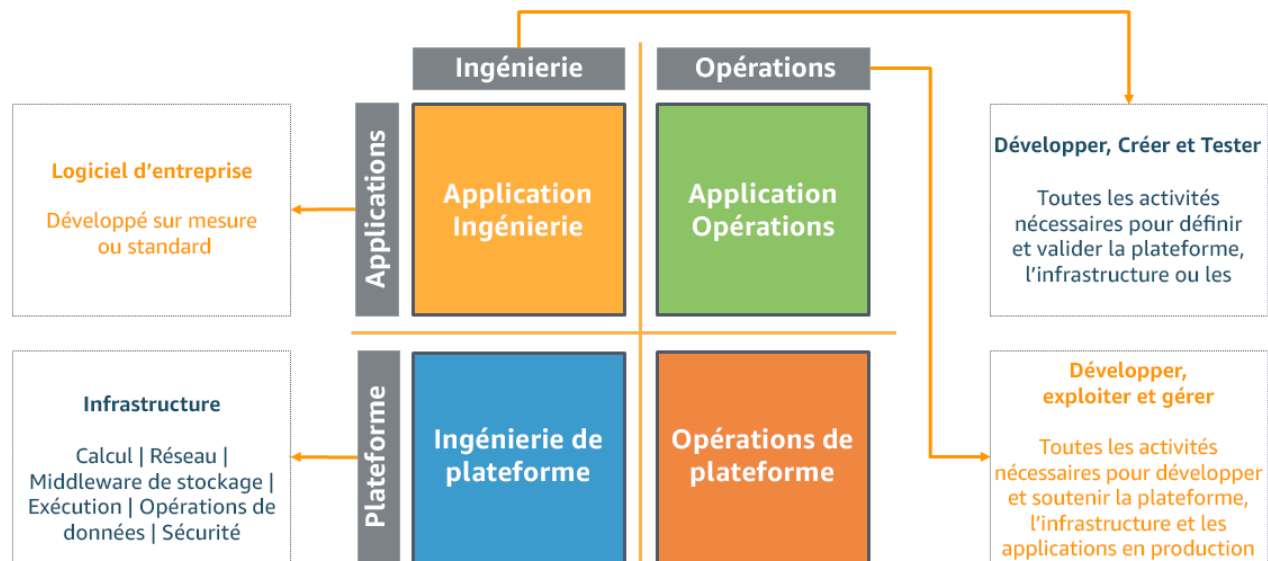 Ingénierie
Opérations
Applications
Logiciel d'entreprise
Développé sur mesure
ou standard
Application
Ingénierie
Application
Opérations
Développer, Créer et Tester
Toutes les activités
nécessaires pour définir
et valider la plateforme,
l'infrastructure ou les
Plateforme
Infrastructure
Calcul | Réseau |
Middleware de stockage |
Exécution | Opérations de
données | Sécurité
Ingénierie de
plateforme
Opérations de
plateforme
Développer,
exploiter et gérer
Toutes les activités
nécessaires pour développer
et soutenir la plateforme,
l'infrastructure et les
applications en production